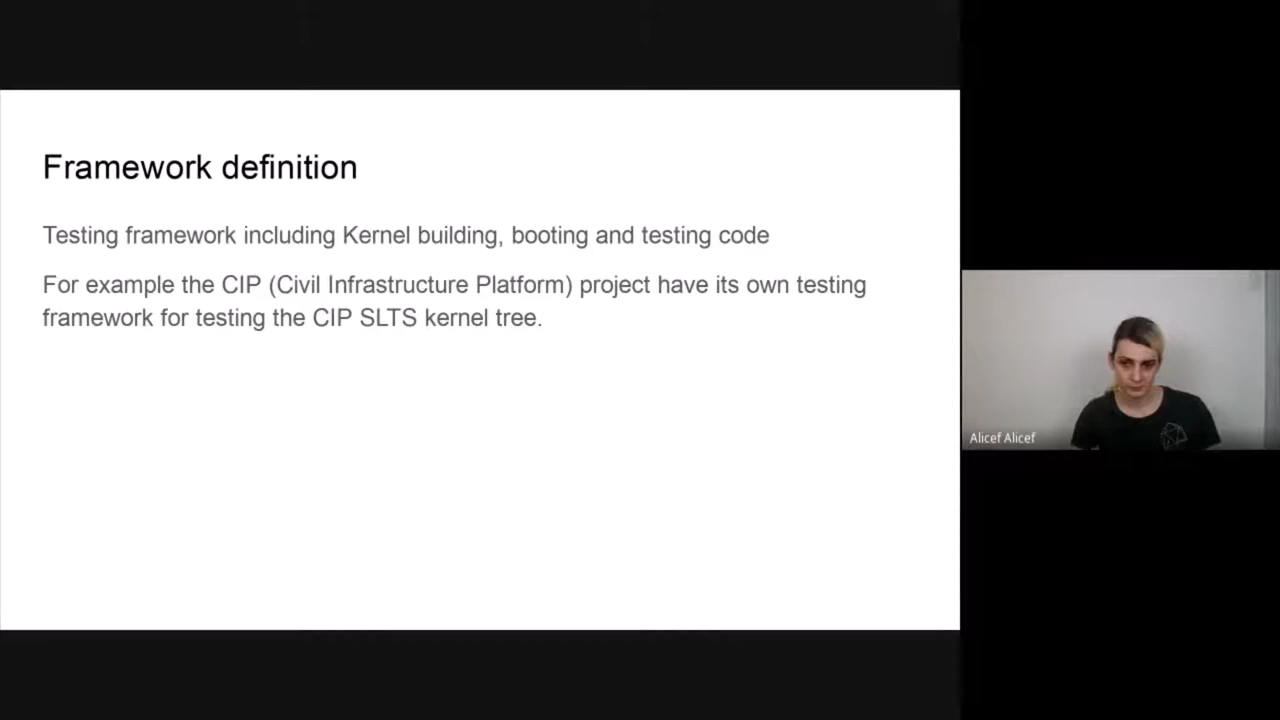 Framework definition
Testing framework including Kernel building, booting and testing code
For example the CIP (Civil Infrastructure Platform) project have its own testing
framework for testing the CIP SLTS kernel tree.
Alicef Alicef